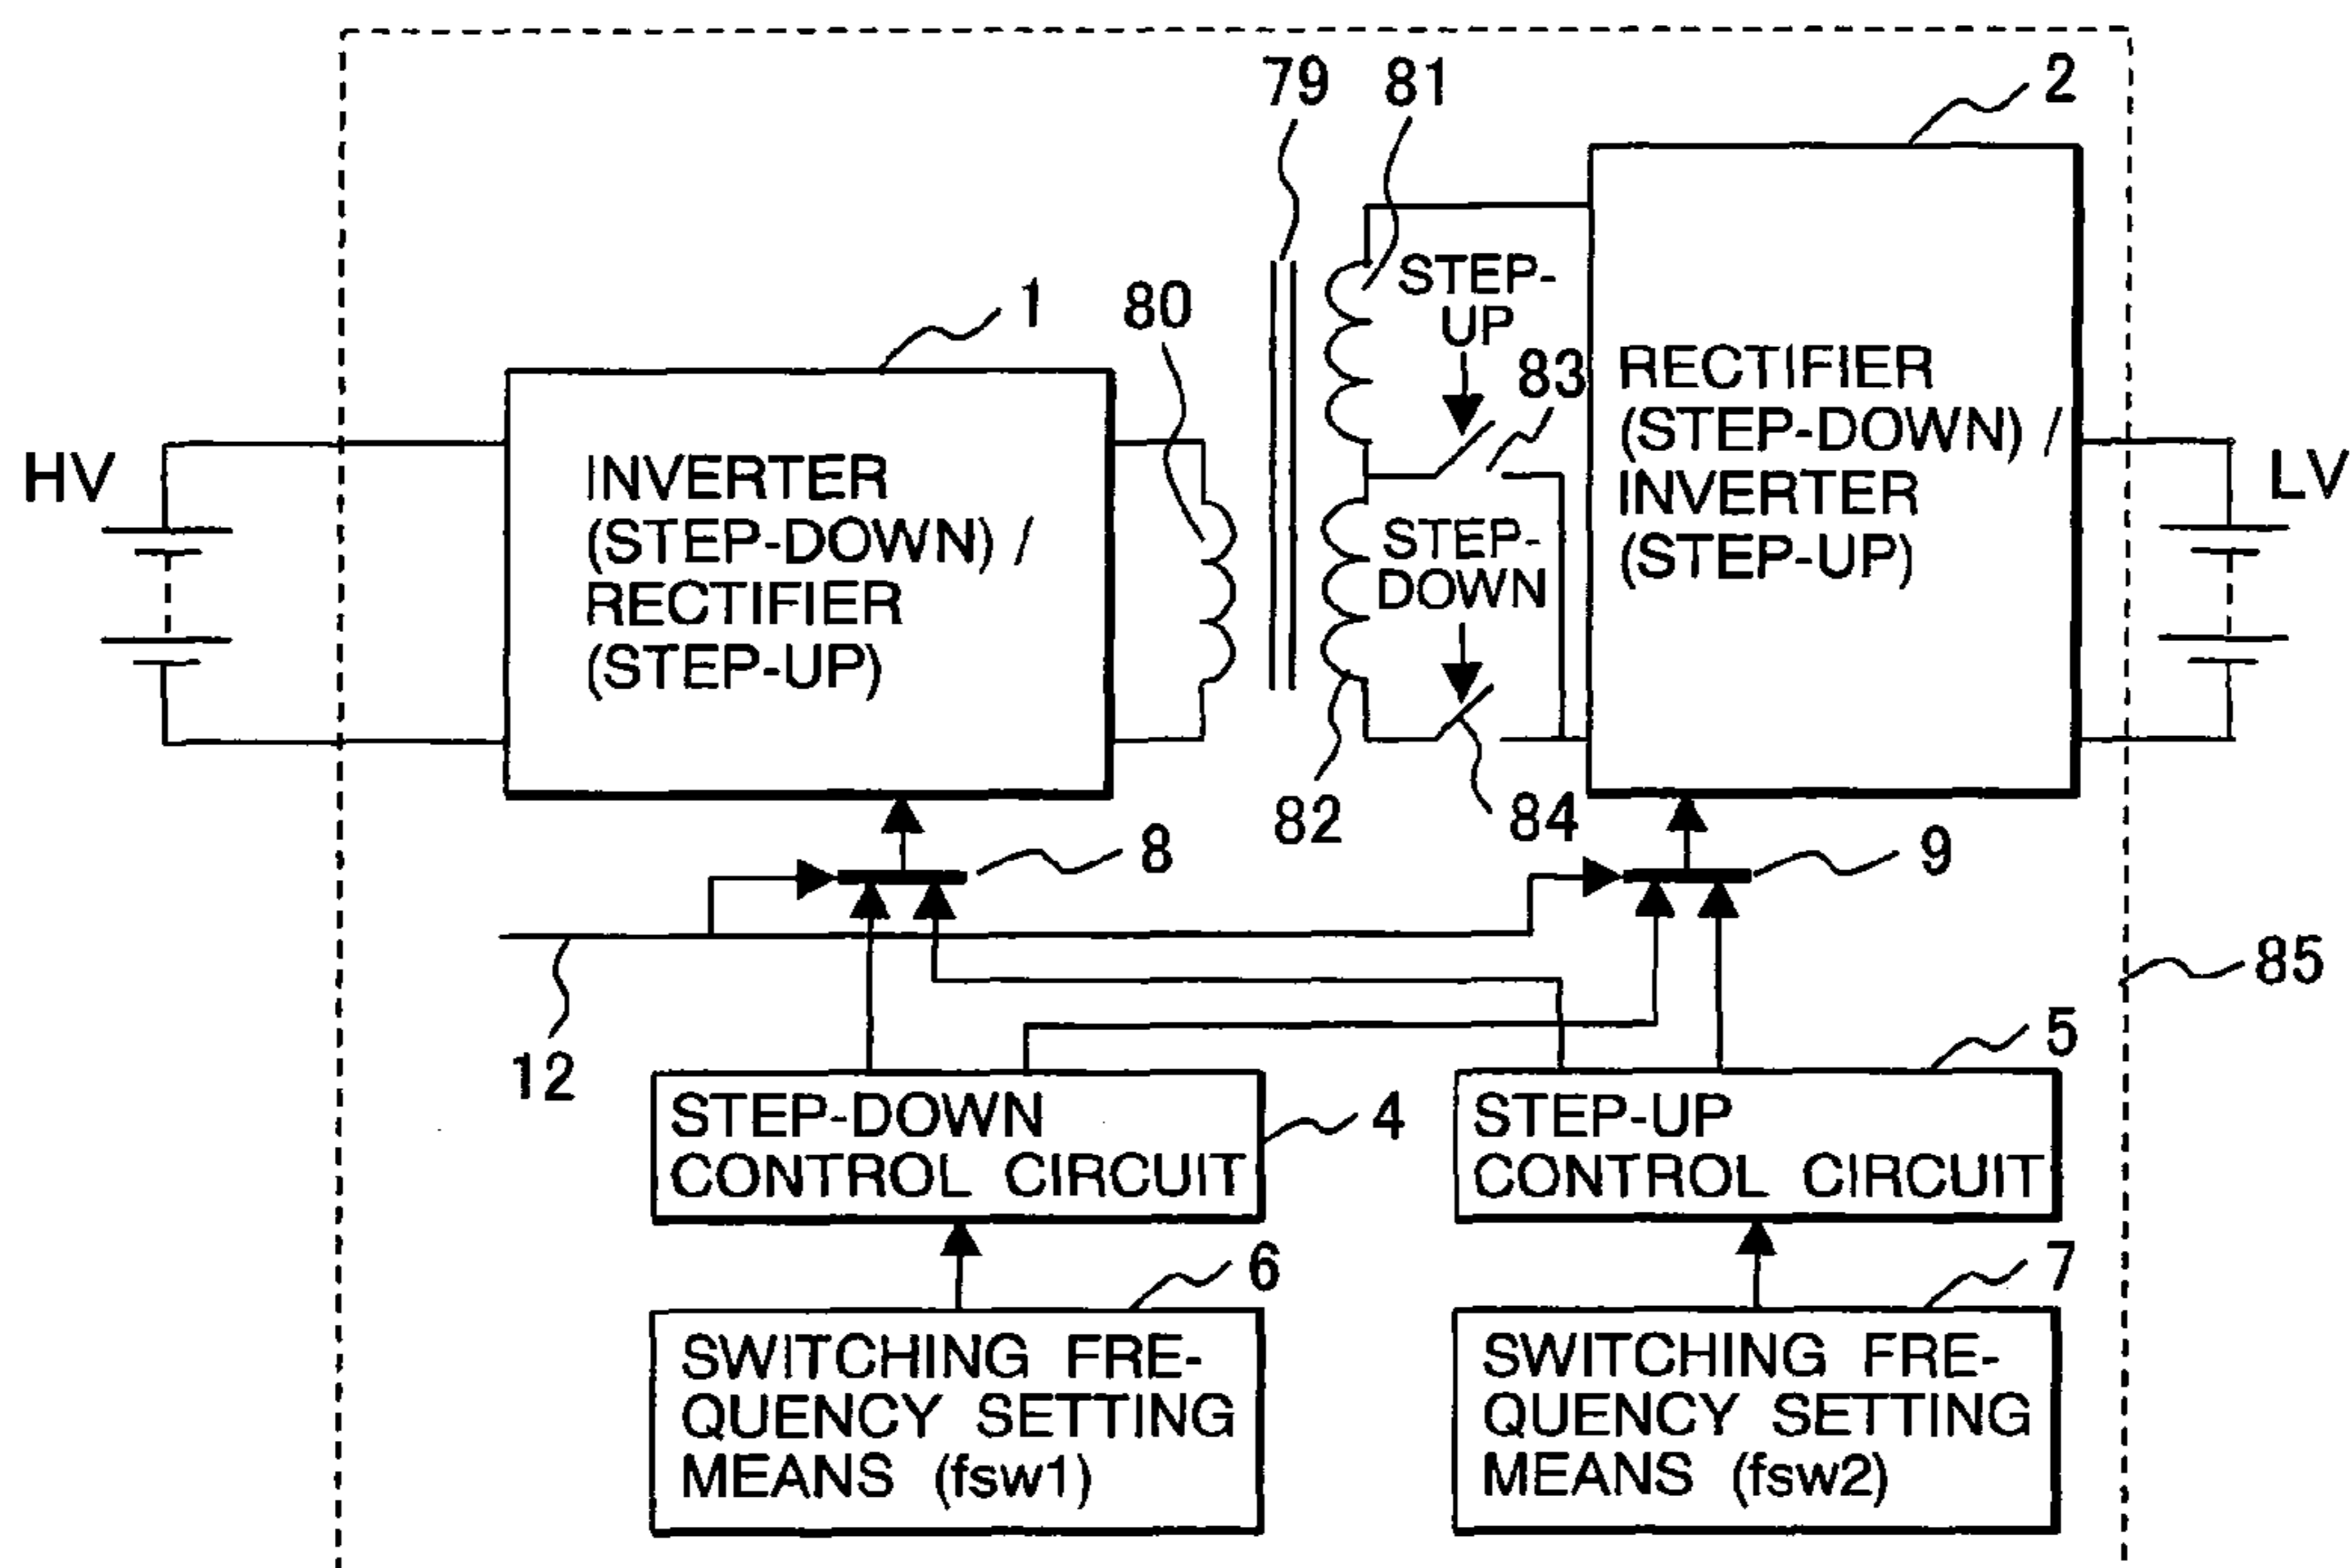 79
81
2
80
1
STEP-
UP
83
HV
LV
INVERTER
(STEP-DOWN) /
RECTIFIER
(STEP-UP)
RECTIFIER
(STEP-DOWN) /
INVERTER
(STEP-UP)
STEP-
DOWN
82
84
8
9
85
12
STEP-DOWN
CONTROL CIRCUIT
4
STEP-UP
CONTROL CIRCUIT
5
SWITCHING FRE-
QUENCY SETTING
MEANS (fsw1)
6
SWITCHING FRE-
QUENCY SETTING
MEANS (fsw2)
7